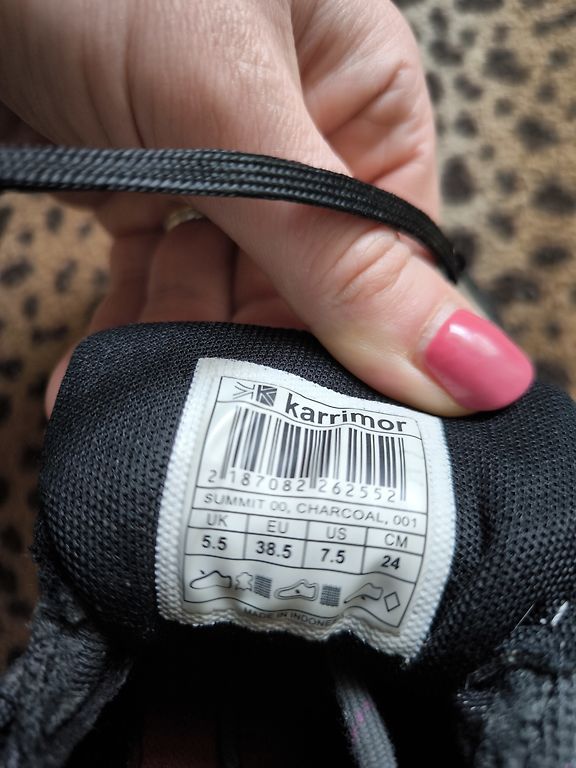 karrimor
2 187082 262552
SUMMIT 00, CHARCOAL, 001
UK EU US CM
5.5 38.5 7.5 24
MADE IN INDONE